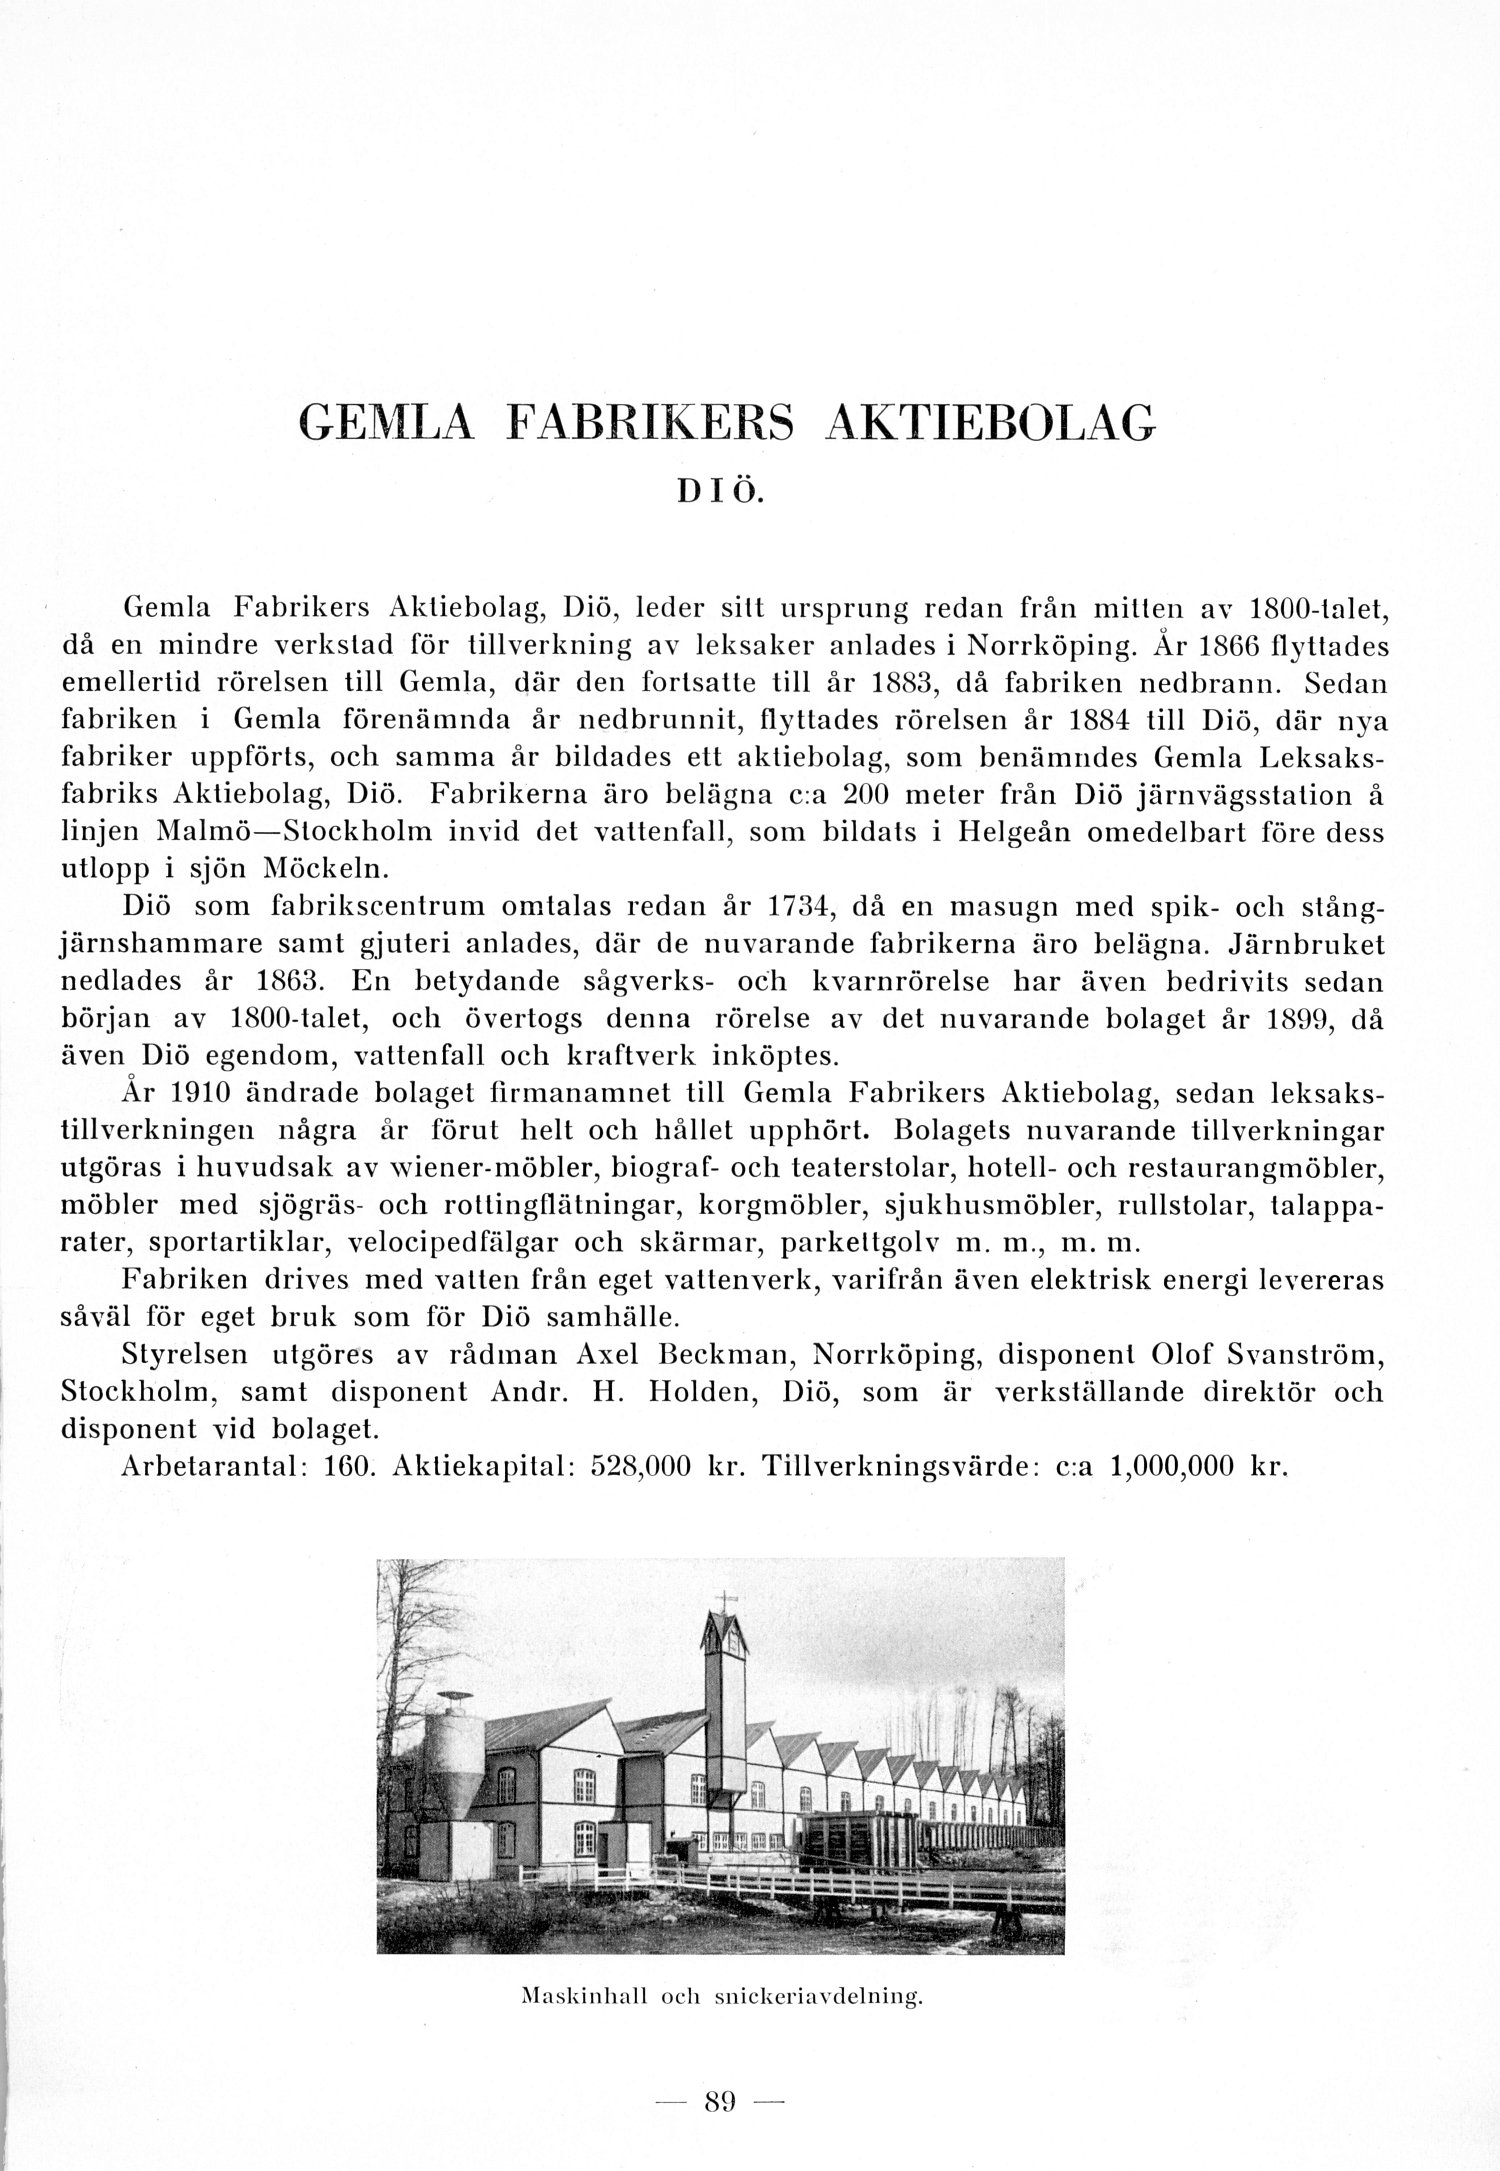 GEMLA FABRIKERS AKTIEBOLAG
DIÖ.
Gemla Fabrikers Aktiebolag, Diö, leder sitt ursprung redan från mitten av 1800-talet,
då en mindre verkstad för tillverkning av leksaker anlades i Norrköping. År 1866 flyttades
emellertid rörelsen till Gemla, där den fortsatte till år 1883, då fabriken nedbrann. Sedan
fabriken i Gemla förenämnda år nedbrunnit, flyttades rörelsen år 1884 till Diö, där nya
fabriker uppförts, och samma år bildades ett aktiebolag, som benämndes Gemla Leksaks-
fabriks Aktiebolag, Diö. Fabrikerna äro belägna c:a 200 meter från Diö järnvägsstation å
linjen Malmö—Stockholm invid det vattenfall, som bildats i Helgeån omedelbart före dess
utlopp i sjön Möckeln.
Diö som fabrikscentrum omtalas redan år 1734, då en masugn med spik- och stång-
järnshammare samt gjuteri anlades, där de nuvarande fabrikerna äro belägna. Järnbruket
nedlades år 1863. En betydande sågverks- och kvarnrörelse har även bedrivits sedan
början av 1800-talet, och övertogs denna rörelse av det nuvarande bolaget år 1899, då
även Diö egendom, vattenfall och kraftverk inköptes.
År 1910 ändrade bolaget firmanamnet till Gemla Fabrikers Aktiebolag, sedan leksaks-
tillverkningen några år förut helt och hållet upphört. Bolagets nuvarande tillverkningar
utgöras i huvudsak av wiener-möbler, biograf- och teaterstolar, hotell- och restaurangmöbler,
möbler med sjögräs- och rottingflätningar, korgmöbler, sjukhusmöbler, rullstolar, talappa-
rater, sportartiklar, velocipedfälgar och skärmar, parkettgolv m. m., m. m.
Fabriken drives med vatten från eget vattenverk, varifrån även elektrisk energi levereras
såväl för eget bruk som för Diö samhälle.
Styrelsen utgöres av rådman Axel Beckman, Norrköping, disponent Olof Svanström,
Stockholm, samt disponent Andr. H. Holden, Diö, som är verkställande direktör och
disponent vid bolaget.
Arbetarantal: 160. Aktiekapital: 528,000 kr. Tillverkningsvärde: c:a 1,000,000 kr.
Maskinhall och snickeriavdelning.
— 89 —